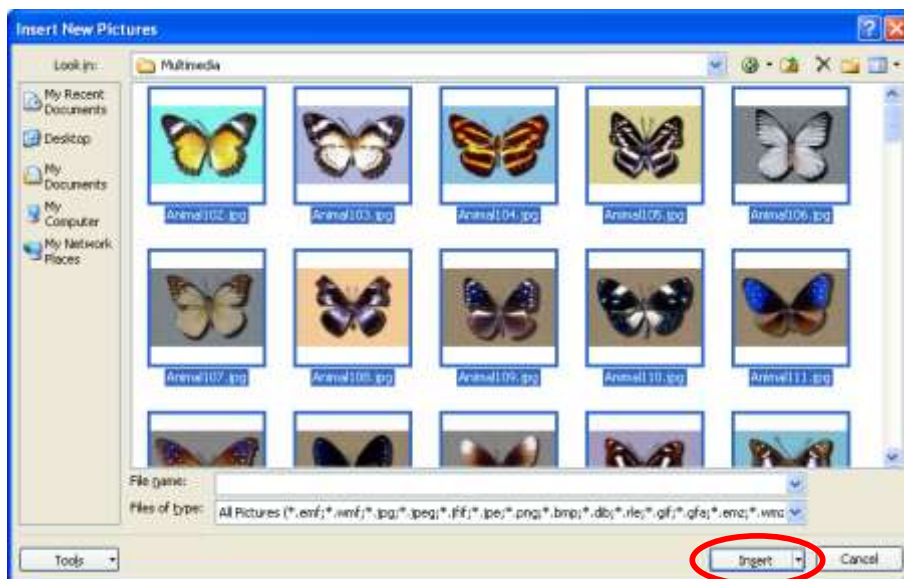 Insert New Pictures
Look in:
Multimedia
My Recent
Documents
Desktop
My
Documents
My
Computer
My Network
Places
Animal102.jpg
Animal103.jpg
Animal104.jpg
Animal105.jpg
Animal106.jpg
Animal107.jpg
Animal108.jpg
Animal109.jpg
Animal110.jpg
Animal111.jpg
File name:
Files of type:
All Pictures (*.emf;*.wmf;*.jpg;*.jpeg;*.jfif;*.jpe;*.png;*.bmp;*.dib;*.rle;*.gif;*.gfa;*.emz;*.wmz
Tools
Insert
Cancel